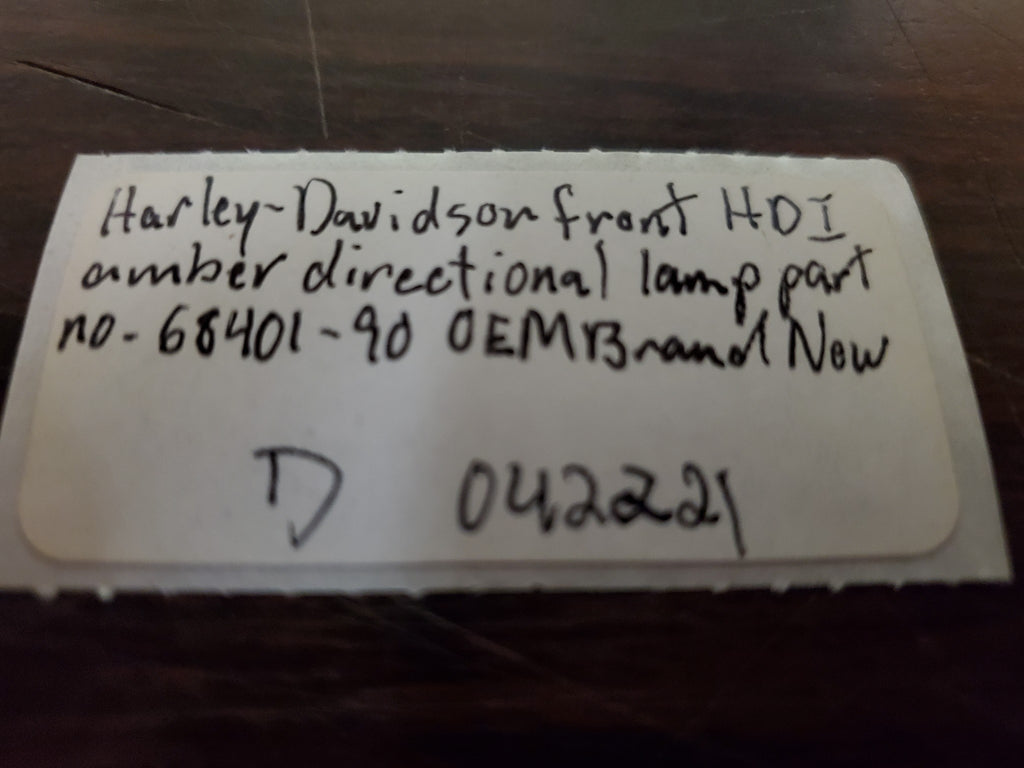 Harley-Davidson front HDI
amber directional lamp part
no-68401-90 OEM Brand New
D 042221